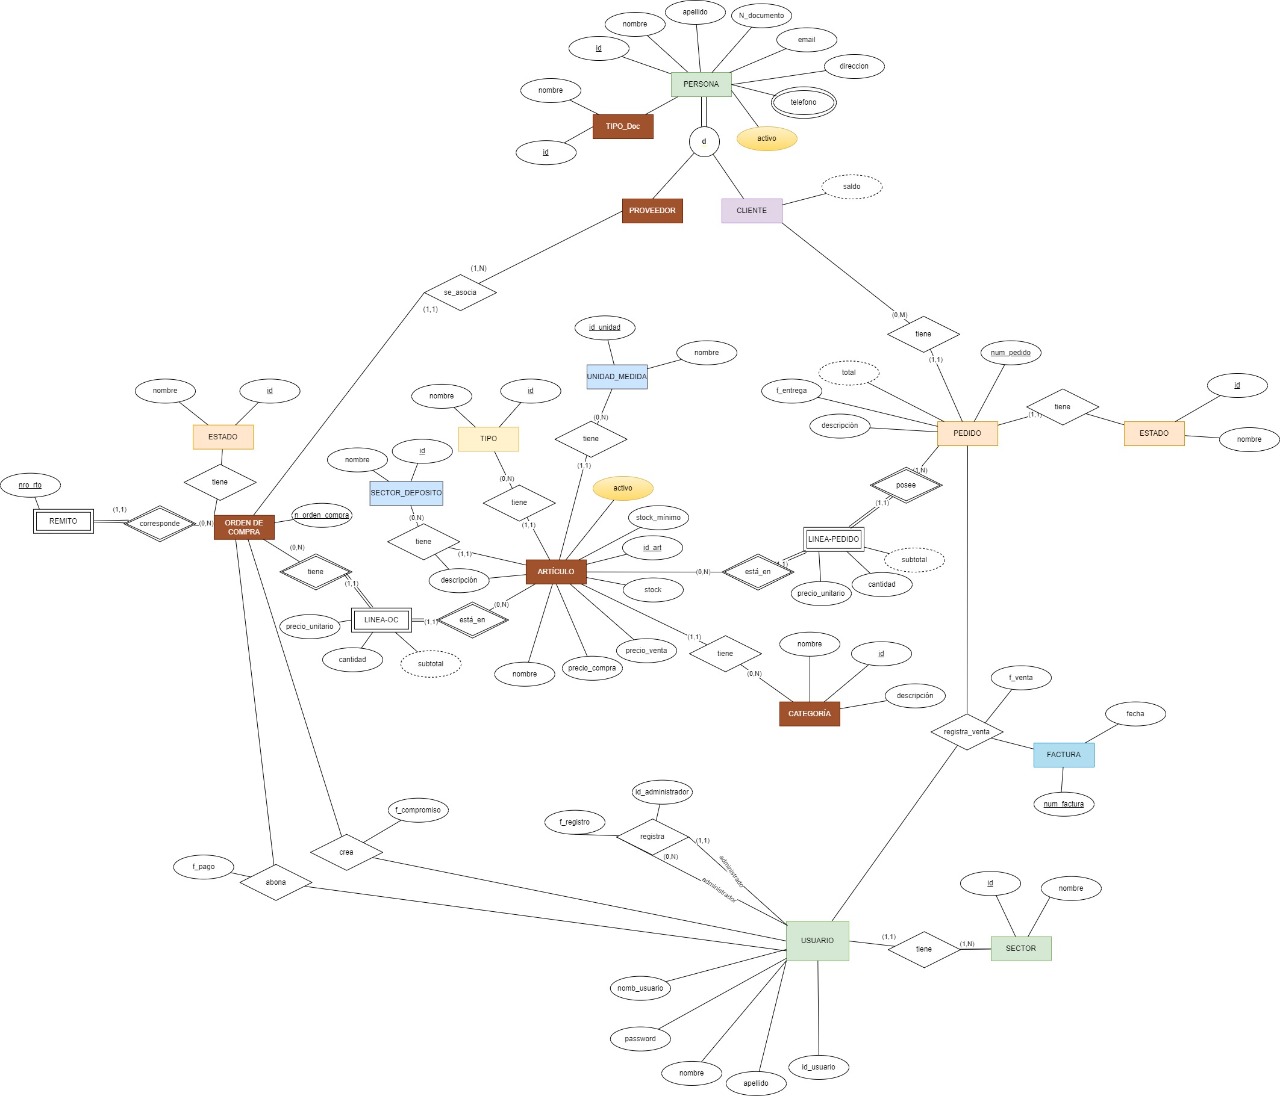 apellido
N_documento
nombre
email
id
direccion
PERSONA
nombre
telefono
TIPO_Doc
activo
d
id
saldo
PROVEEDOR
CLIENTE
(1,N)
se_asocia
(1,1)
(0,M)
tiene
(1,1)
id_unidad
nombre
num_pedido
total
UNIDAD_MEDIDA
f_entrega
id
nombre
id
nombre
id
(0,N)
tiene
(1,1)
descripción
PEDIDO
ESTADO
nombre
ESTADO
TIPO
tiene
id
nombre
(1,1)
(0,N)
(1,N)
tiene
posee
nro_rto
SECTOR_DEPOSITO
activo
tiene
(1,1)
(1,1)
n_orden_compra
(0,N)
stock_mínimo
REMITO
corresponde
(0,N)
ORDEN DE
COMPRA
(1,1)
LINEA-PEDIDO
tiene
id_art
(0,N)
(1,1)
subtotal
tiene
descripción
ARTÍCULO
(0,N)
está_en
(1,1)
(1,1)
stock
precio_unitario
cantidad
(0,N)
precio_unitario
LINEA-OC
(1,1)
está_en
(1,1)
nombre
cantidad
subtotal
precio_venta
tiene
id
nombre
precio_compra
(0,N)
descripción
f_venta
CATEGORÍA
fecha
registra_venta
FACTURA
id_administrador
num_factura
f_compromiso
f_registro
registra
(1,1)
crea
(0,N)
administrador
f_pago
abona
administrador
id
nombre
USUARIO
(1,1)
tiene
(1,N)
SECTOR
nomb_usuario
password
nombre
apellido
id_usuario